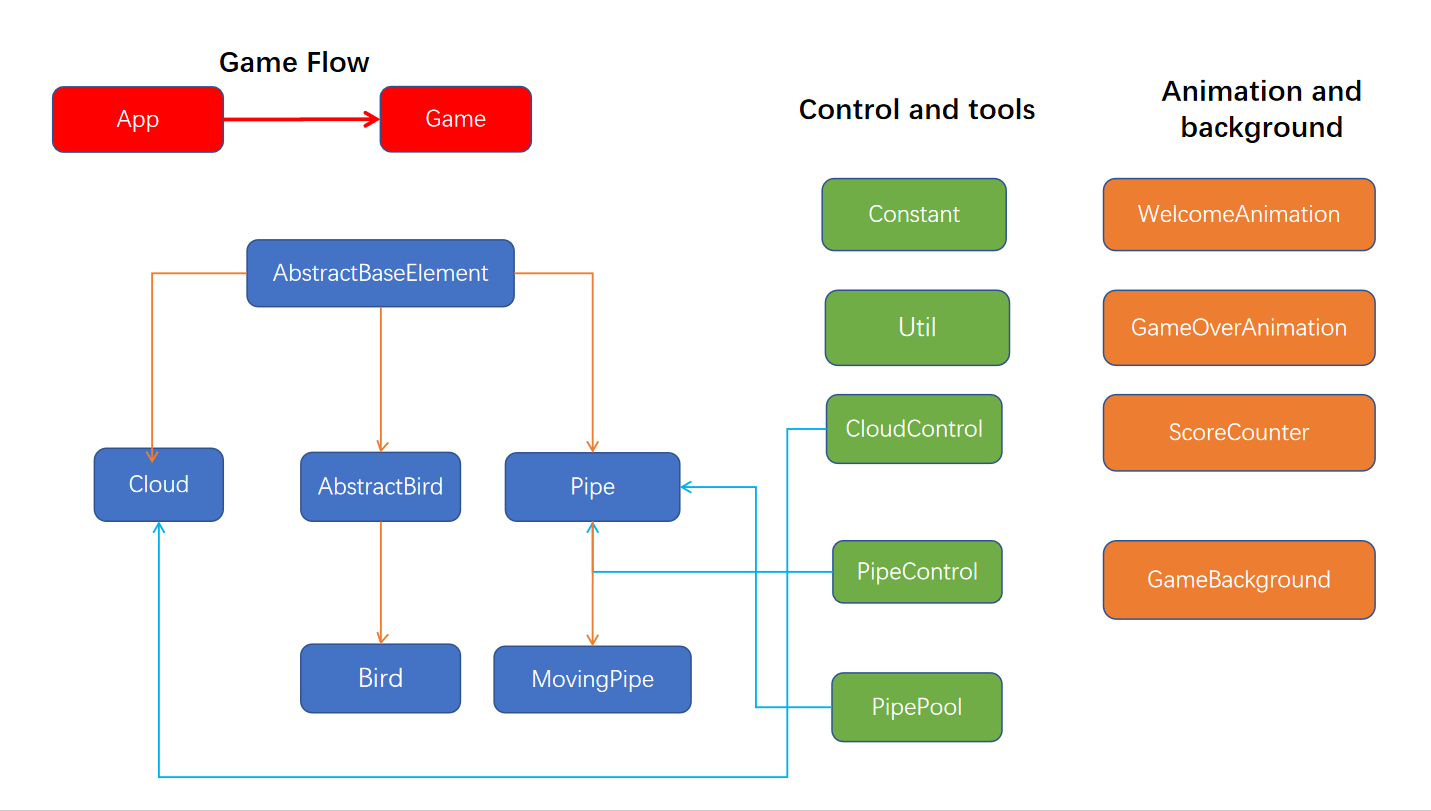 Game Flow
App
Game
Control and tools
Animation and
background
AbstractBaseElement
Cloud
AbstractBird
Pipe
Bird
MovingPipe
Constant
Util
CloudControl
PipeControl
PipePool
WelcomeAnimation
GameOverAnimation
ScoreCounter
GameBackground